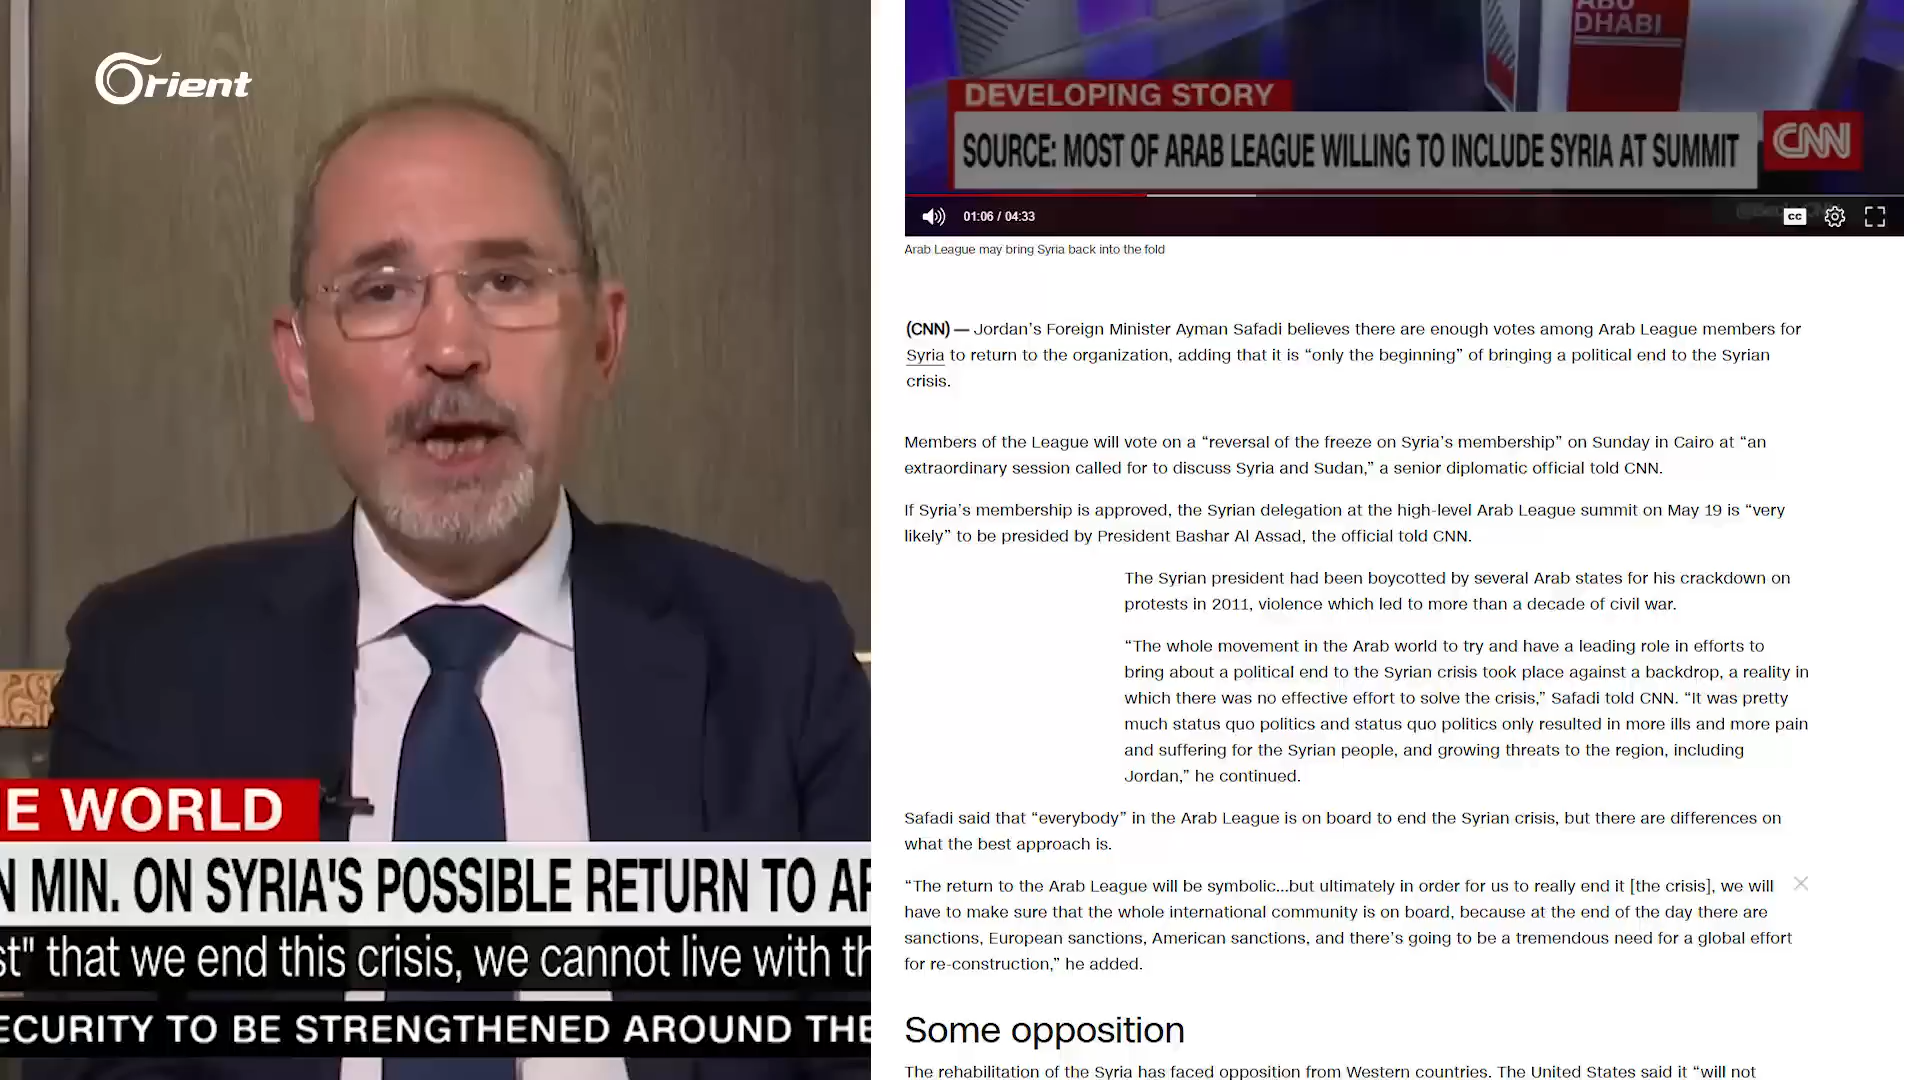 Orient
E WORLD
N MIN. ON SYRIA'S POSSIBLE RETURN TO AR
st" that we end this crisis, we cannot live with th
ECURITY TO BE STRENGTHENED AROUND THE
ABU
DHABI
DEVELOPING STORY
SOURCE: MOST OF ARAB LEAGUE WILLING TO INCLUDE SYRIA AT SUMMIT
CNN
01:06 / 04:33
CC
Arab League may bring Syria back into the fold
(CNN) — Jordan’s Foreign Minister Ayman Safadi believes there are enough votes among Arab League members for
Syria to return to the organization, adding that it is “only the beginning” of bringing a political end to the Syrian
crisis.
Members of the League will vote on a “reversal of the freeze on Syria’s membership” on Sunday in Cairo at “an
extraordinary session called for to discuss Syria and Sudan,” a senior diplomatic official told CNN.
If Syria’s membership is approved, the Syrian delegation at the high-level Arab League summit on May 19 is “very
likely” to be presided by President Bashar Al Assad, the official told CNN.
The Syrian president had been boycotted by several Arab states for his crackdown on
protests in 2011, violence which led to more than a decade of civil war.
“The whole movement in the Arab world to try and have a leading role in efforts to
bring about a political end to the Syrian crisis took place against a backdrop, a reality in
which there was no effective effort to solve the crisis,” Safadi told CNN. “It was pretty
much status quo politics and status quo politics only resulted in more ills and more pain
and suffering for the Syrian people, and growing threats to the region, including
Jordan,” he continued.
Safadi said that “everybody” in the Arab League is on board to end the Syrian crisis, but there are differences on
what the best approach is.
“The return to the Arab League will be symbolic...but ultimately in order for us to really end it [the crisis], we will
have to make sure that the whole international community is on board, because at the end of the day there are
sanctions, European sanctions, American sanctions, and there’s going to be a tremendous need for a global effort
for re-construction,” he added.
Some opposition
The rehabilitation of the Syria has faced opposition from Western countries. The United States said it “will not